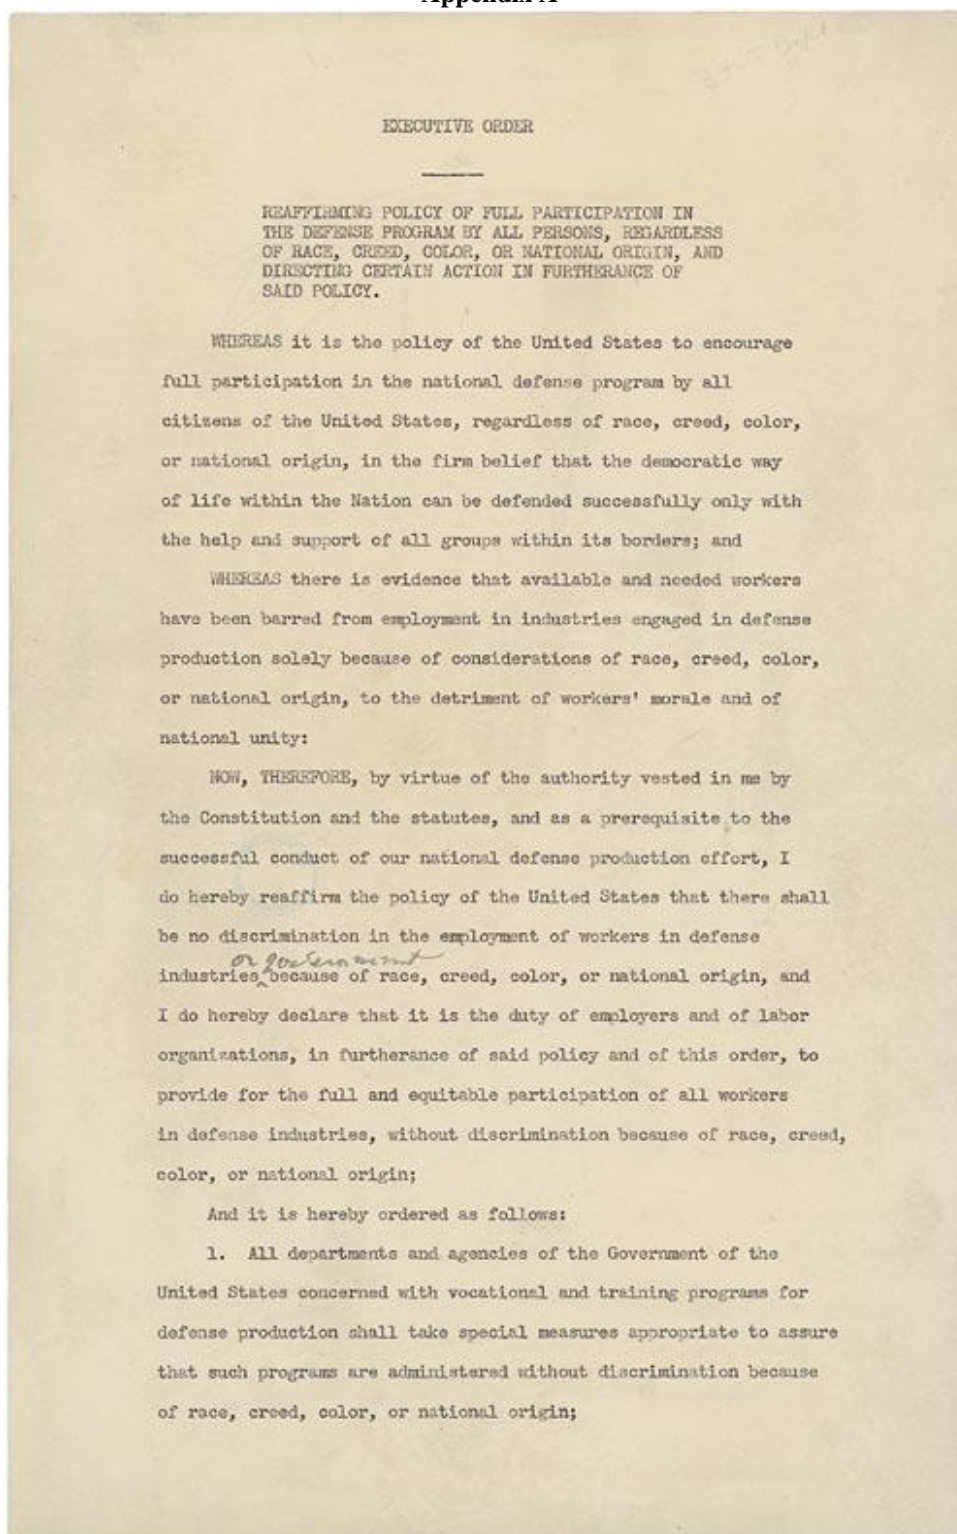 Appendix A
EXECUTIVE ORDER
REAFFIRMING POLICY OF FULL PARTICIPATION IN
THE DEFENSE PROGRAM BY ALL PERSONS, REGARDLESS
OF RACE, CREED, COLOR, OR NATIONAL ORIGIN, AND
DIRECTING CERTAIN ACTION IN FURTHERANCE OF
SAID POLICY.
WHEREAS it is the policy of the United States to encourage
full participation in the national defense program by all
citizens of the United States, regardless of race, creed, color,
or national origin, in the firm belief that the democratic way
of life within the Nation can be defended successfully only with
the help and support of all groups within its borders; and
WHEREAS there is evidence that available and needed workers
have been barred from employment in industries engaged in defense
production solely because of considerations of race, creed, color,
or national origin, to the detriment of workers' morale and of
national unity:
NOW, THEREFORE, by virtue of the authority vested in me by
the Constitution and the statutes, and as a prerequisite to the
successful conduct of our national defense production effort, I
do hereby reaffirm the policy of the United States that there shall
be no discrimination in the employment of workers in defense
or government
industries because of race, creed, color, or national origin, and
I do hereby declare that it is the duty of employers and of labor
organizations, in furtherance of said policy and of this order, to
provide for the full and equitable participation of all workers
in defense industries, without discrimination because of race, creed,
color, or national origin;
And it is hereby ordered as follows:
1. All departments and agencies of the Government of the
United States concerned with vocational and training programs for
defense production shall take special measures appropriate to assure
that such programs are administered without discrimination because
of race, creed, color, or national origin;